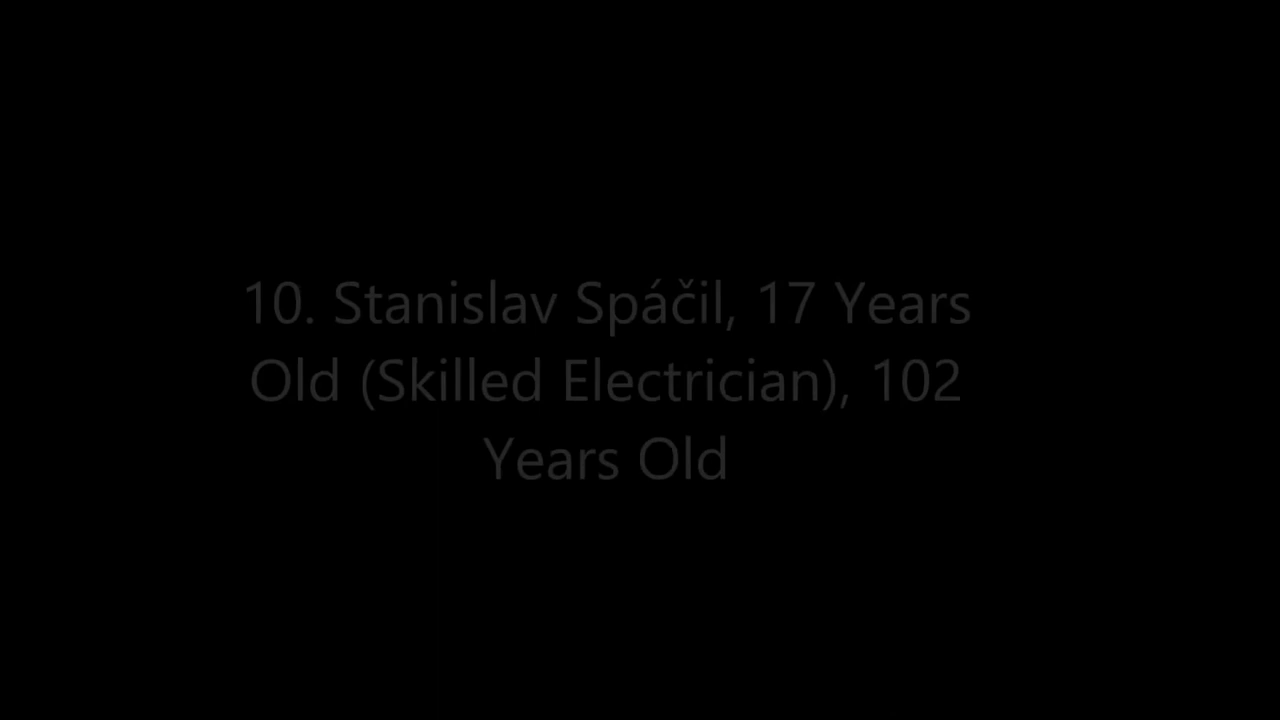 10. Stanislav Spáčil, 17 Years
Old (Skilled Electrician), 102
Years Old